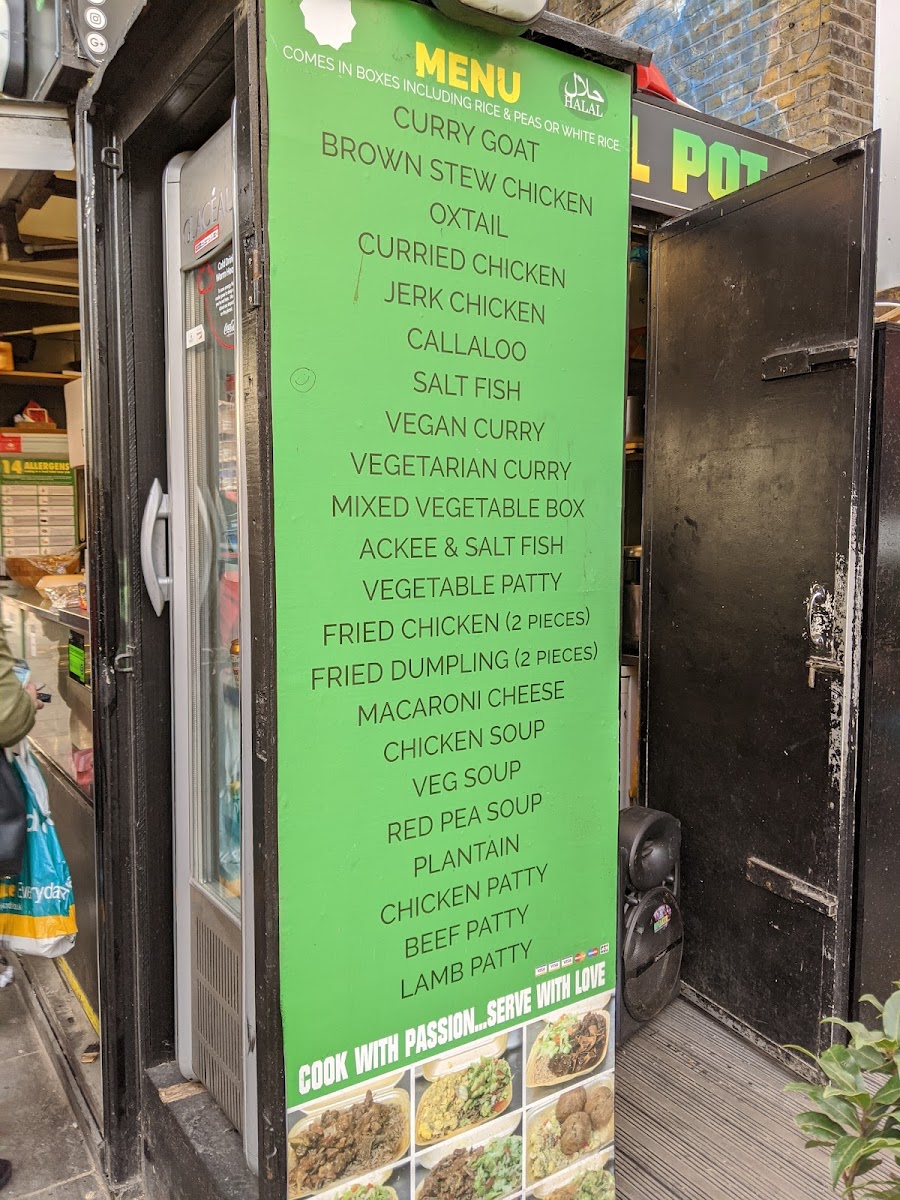 MENU
COMES IN BOXES INCLUDING RICE & PEAS OR WHITE RICE.
حلال
HALAL
CURRY GOAT
BROWN STEW CHICKEN
OXTAIL
CURRIED CHICKEN
JERK CHICKEN
CALLALOO
SALT FISH
VEGAN CURRY
VEGETARIAN CURRY
MIXED VEGETABLE BOX
ACKEE & SALT FISH
VEGETABLE PATTY
FRIED CHICKEN (2 PIECES)
FRIED DUMPLING (2 PIECES)
MACARONI CHEESE
CHICKEN SOUP
VEG SOUP
RED PEA SOUP
PLANTAIN
CHICKEN PATTY
BEEF PATTY
LAMB PATTY
COOK WITH PASSION...SERVE WITH LOVE
L POT
GLACÉAU
14 ALLERGENS
G+